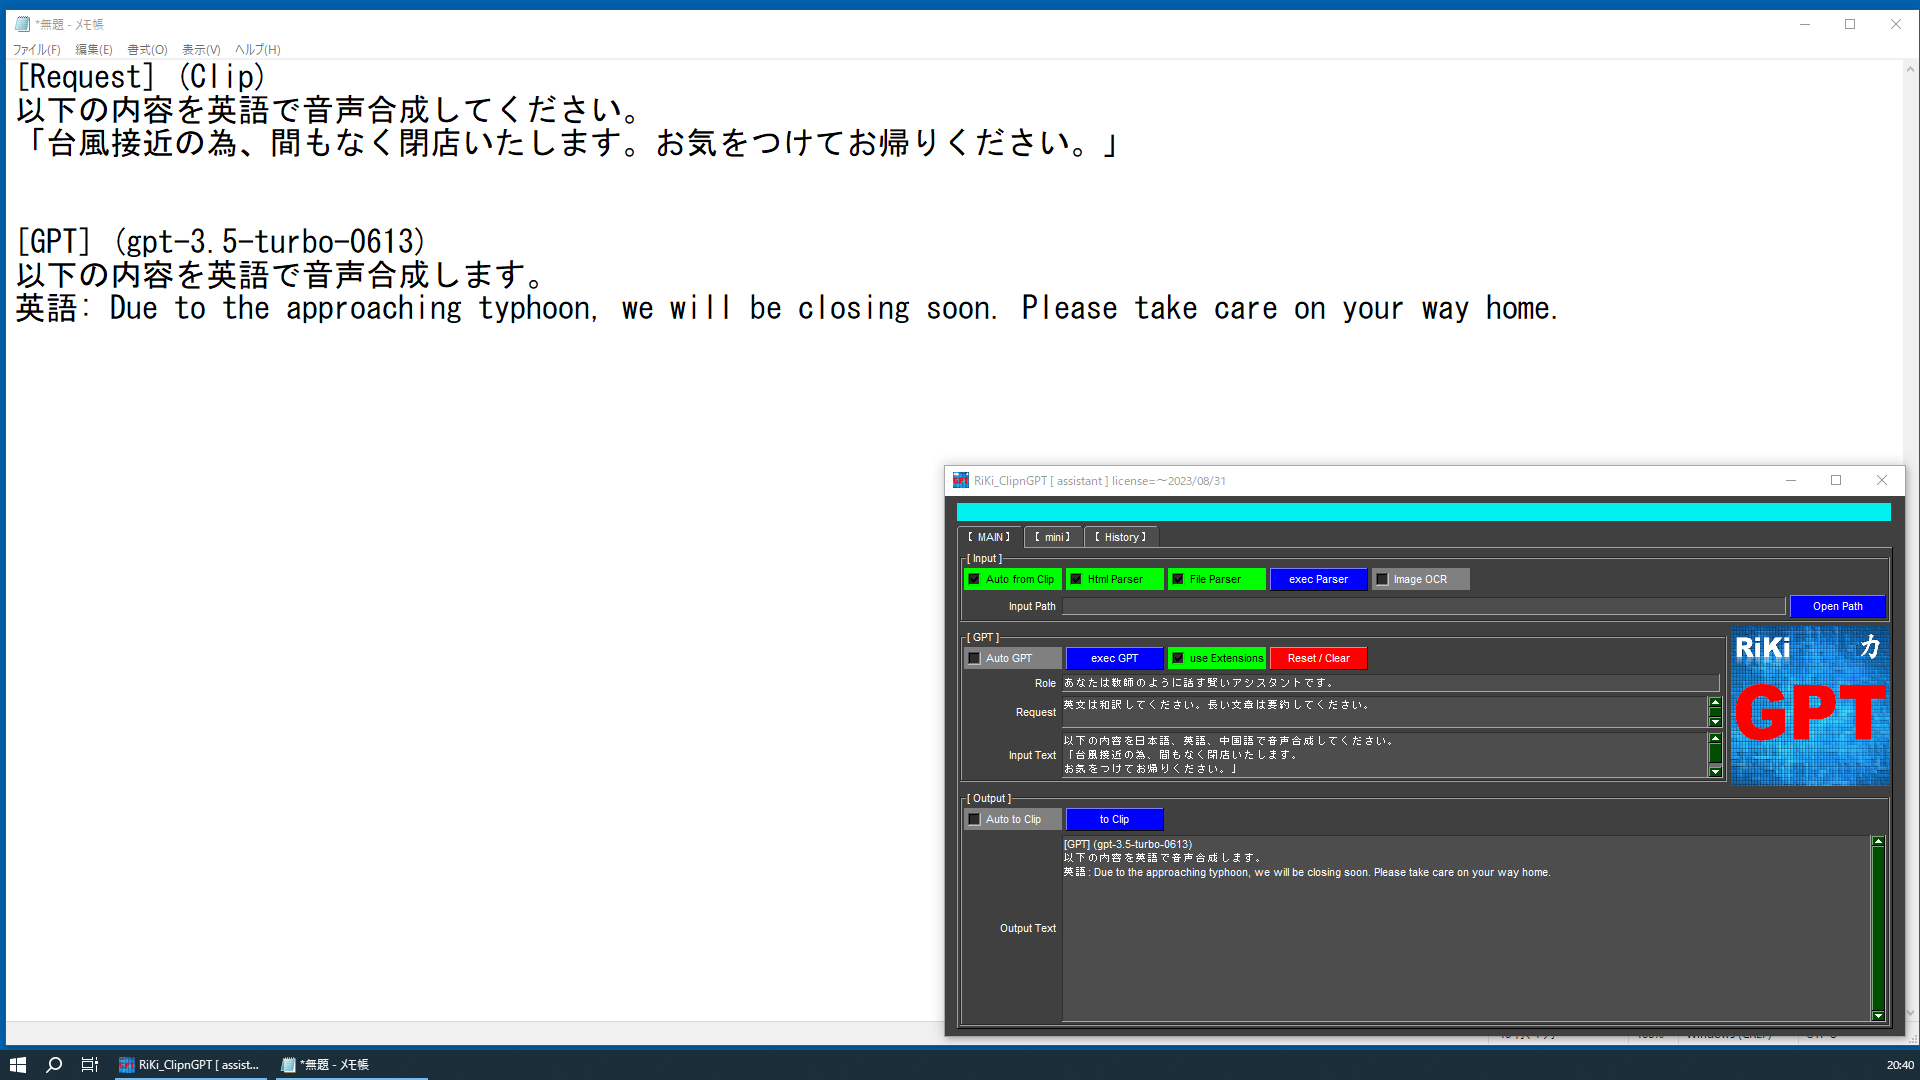 *無題 - メモ帳
ファイル(F) 編集(E) 書式(O) 表示(V) ヘルプ(H)
[Request] (Clip)
以下の内容を英語で音声合成してください。
「台風接近の為、間もなく閉店いたします。お気をつけてお帰りください。」
[GPT] (gpt-3.5-turbo-0613)
以下の内容を英語で音声合成します。
英語: Due to the approaching typhoon, we will be closing soon. Please take care on your way home.
RiKi_ClipnGPT [ assistant ] license=～2023/08/31
【 MAIN 】 【 mini 】 【 History 】
[ Input ]
Auto from Clip Html Parser File Parser exec Parser Image OCR
Input Path Open Path
[ GPT ]
Auto GPT exec GPT use Extensions Reset / Clear
Role あなたは教師のように話す賢いアシスタントです。
Request 英文は和訳してください。長い文章は要約してください。
Input Text 以下の内容を日本語、英語、中国語で音声合成してください。
「台風接近の為、間もなく閉店いたします。
お気をつけてお帰りください。」
RiKi 力
GPT
[ Output ]
Auto to Clip to Clip
Output Text
[GPT] (gpt-3.5-turbo-0613)
以下の内容を英語で音声合成します。
英語 : Due to the approaching typhoon, we will be closing soon. Please take care on your way home.
RiKi_ClipnGPT [ assist... *無題 - メモ帳 20:40